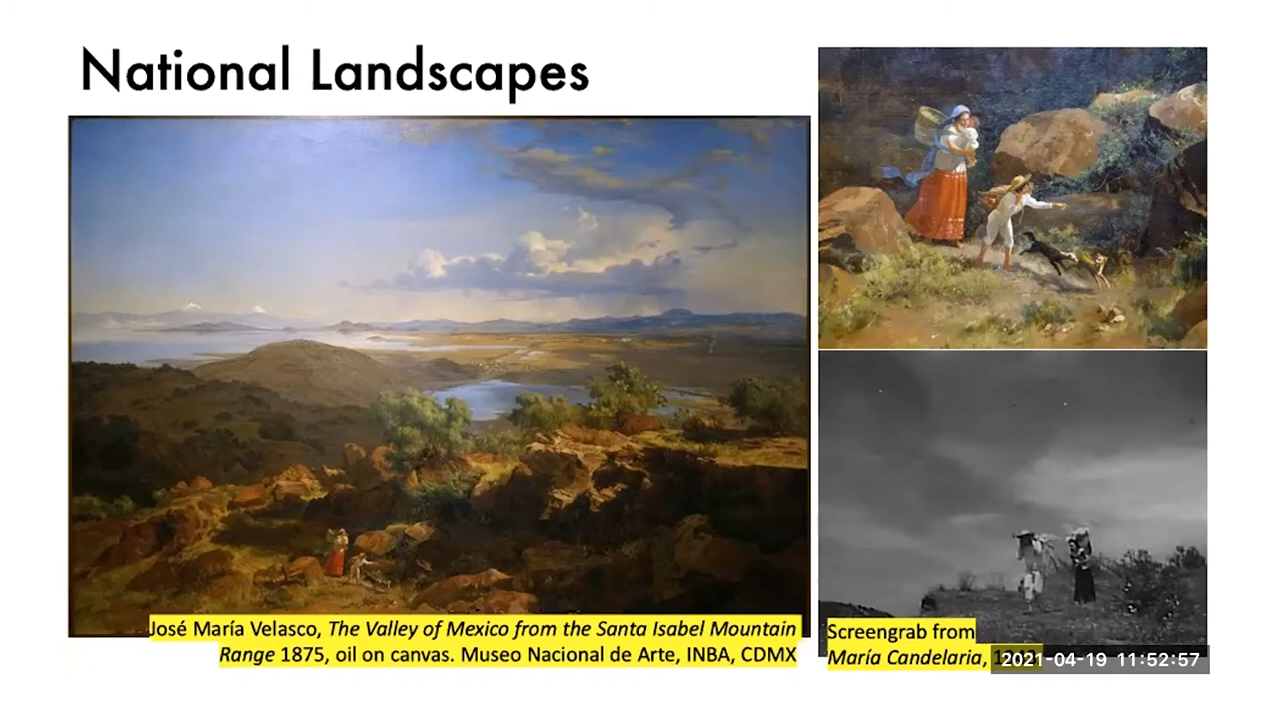 National Landscapes
José María Velasco, The Valley of Mexico from the Santa Isabel Mountain
Range 1875, oil on canvas. Museo Nacional de Arte, INBA, CDMX
Screengrab from
María Candelaria,
2021-04-19 11:52:57